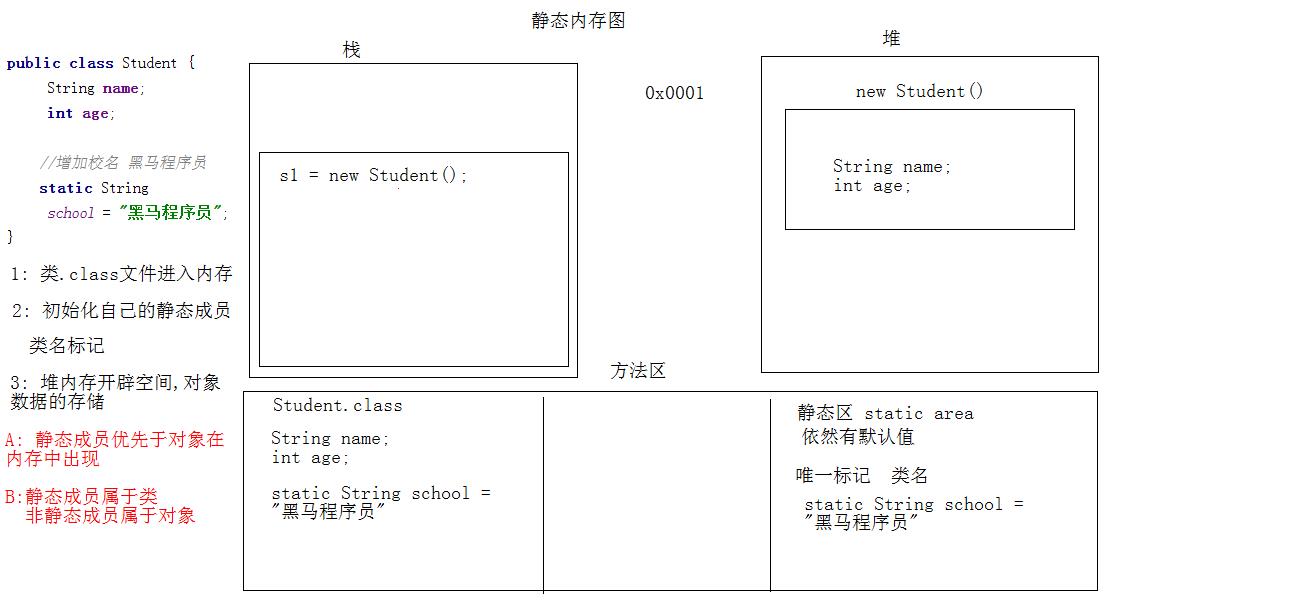 静态内存图
栈
堆
public class Student {
String name;
int age;
//增加校名 黑马程序员
static String
school = "黑马程序员";
}
1: 类.class文件进入内存
2: 初始化自己的静态成员
类名标记
3: 堆内存开辟空间,对象
数据的存储
A: 静态成员优先于对象在
内存中出现
B:静态成员属于类
非静态成员属于对象
s1 = new Student();
0x0001
new Student()
String name;
int age;
方法区
Student.class
String name;
int age;
static String school =
"黑马程序员"
静态区 static area
依然有默认值
唯一标记 类名
static String school =
"黑马程序员"